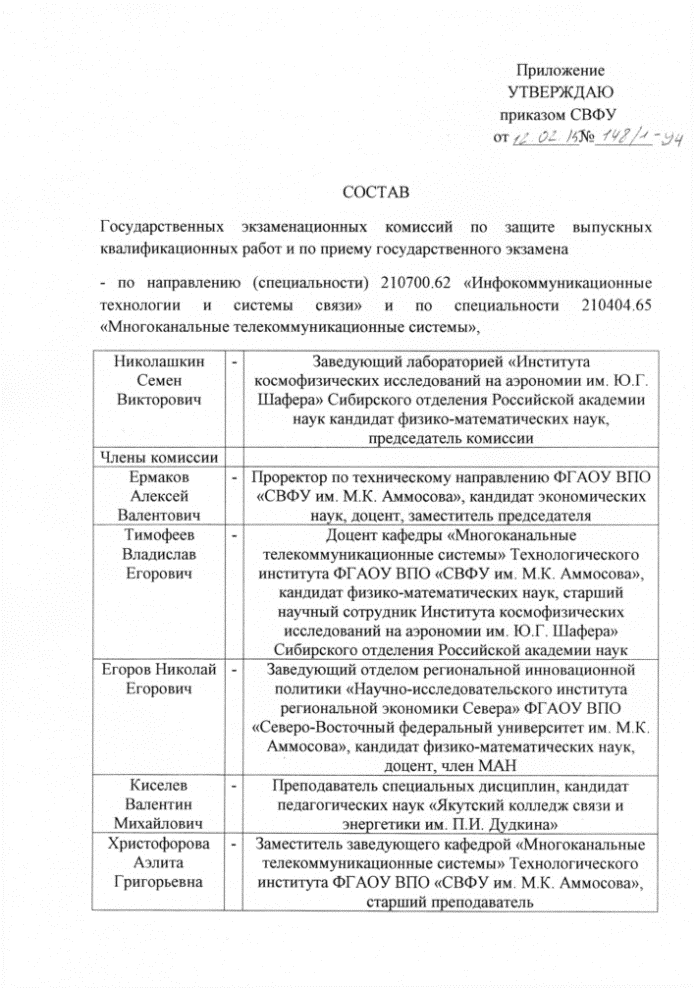 Приложение
УТВЕРЖДАЮ
приказом СВФУ
от 12 02 15№ 148/1-УЧ
СОСТАВ
Государственных экзаменационных комиссий по защите выпускных
квалификационных работ и по приему государственного экзамена
- по направлению (специальности) 210700.62 «Инфокоммуникационные
технологии и системы связи» и по специальности 210404.65
«Многоканальные телекоммуникационные системы»,
Николашкин
Семен
Викторович
-
Заведующий лабораторией «Института
космофизических исследований на аэрономии им. Ю.Г.
Шафера» Сибирского отделения Российской академии
наук кандидат физико-математических наук,
председатель комиссии
Члены комиссии
Ермаков
Алексей
Валентович
-
Проректор по техническому направлению ФГАОУ ВПО
«СВФУ им. М.К. Аммосова», кандидат экономических
наук, доцент, заместитель председателя
Тимофеев
Владислав
Егорович
-
Доцент кафедры «Многоканальные
телекоммуникационные системы» Технологического
института ФГАОУ ВПО «СВФУ им. М.К. Аммосова»,
кандидат физико-математических наук, старший
научный сотрудник Института космофизических
исследований на аэрономии им. Ю.Г. Шафера»
Сибирского отделения Российской академии наук
Егоров Николай
Егорович
-
Заведующий отделом региональной инновационной
политики «Научно-исследовательского института
региональной экономики Севера» ФГАОУ ВПО
«Северо-Восточный федеральный университет им. М.К.
Аммосова», кандидат физико-математических наук,
доцент, член МАН
Киселев
Валентин
Михайлович
-
Преподаватель специальных дисциплин, кандидат
педагогических наук «Якутский колледж связи и
энергетики им. П.И. Дудкина»
Христофорова
Аэлита
Григорьевна
-
Заместитель заведующего кафедрой «Многоканальные
телекоммуникационные системы» Технологического
института ФГАОУ ВПО «СВФУ им. М.К. Аммосова»,
старший преподаватель